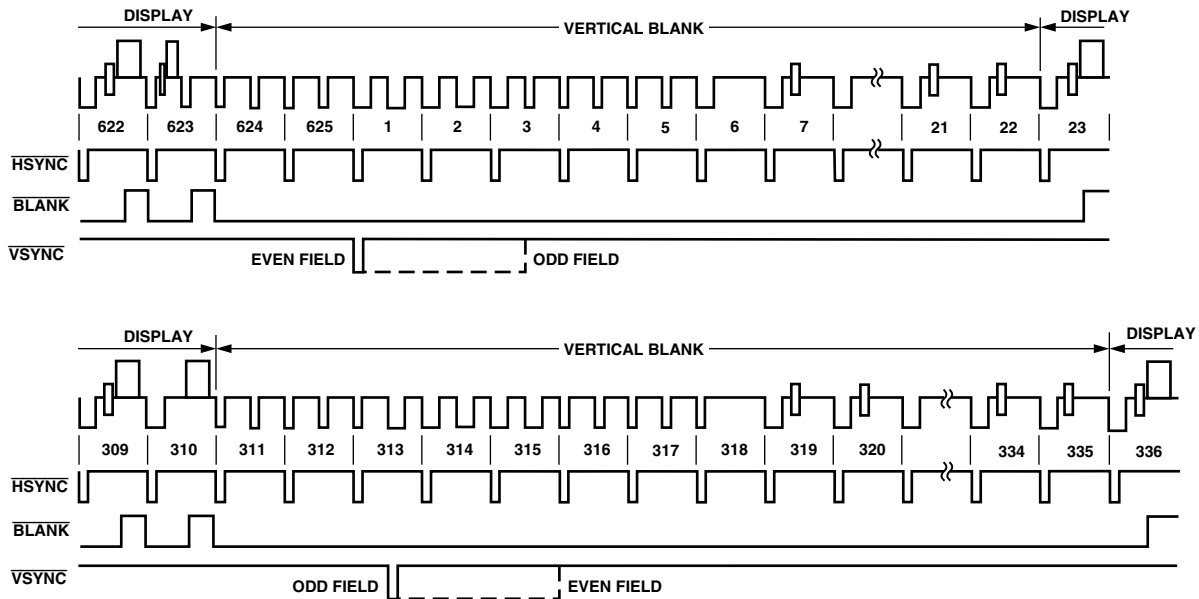 DISPLAY VERTICAL BLANK DISPLAY
622 623 624 625 1 2 3 4 5 6 7 21 22 23
HSYNC
BLANK
VSYNC
EVEN FIELD ODD FIELD
DISPLAY VERTICAL BLANK DISPLAY
309 310 311 312 313 314 315 316 317 318 319 320 334 335 336
HSYNC
BLANK
VSYNC
ODD FIELD EVEN FIELD